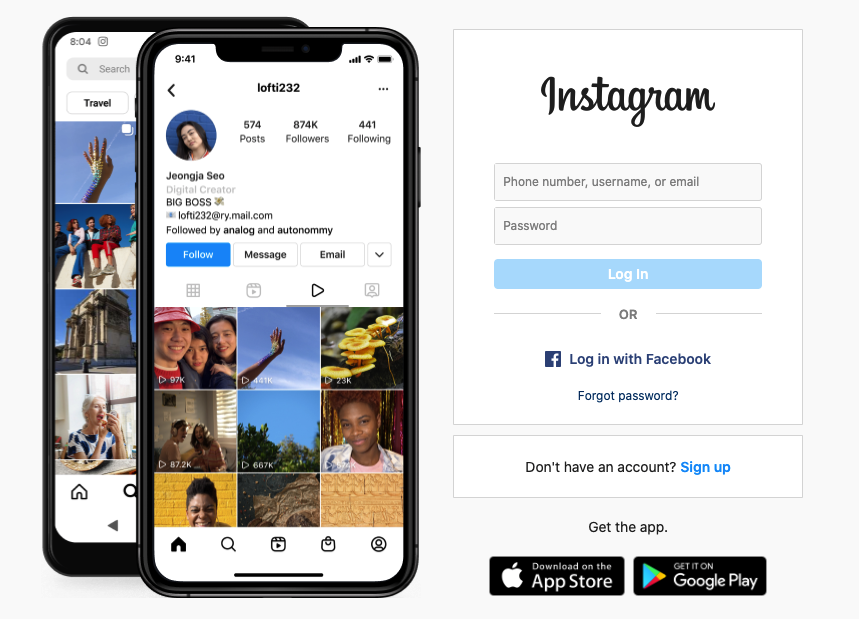 8:04
Search
Travel
9:41
lofti232
574 874K 441
Posts Followers Following
Jeongja Seo
Digital Creator
BIG BOSS
lofti232@ry.mail.com
Followed by analog and autonommy
Follow Message Email
97K 441K 23K
87.2K 667K
Instagram
Phone number, username, or email
Password
Log In
OR
Log in with Facebook
Forgot password?
Don't have an account? Sign up
Get the app.
Download on the
App Store
GET IT ON
Google Play